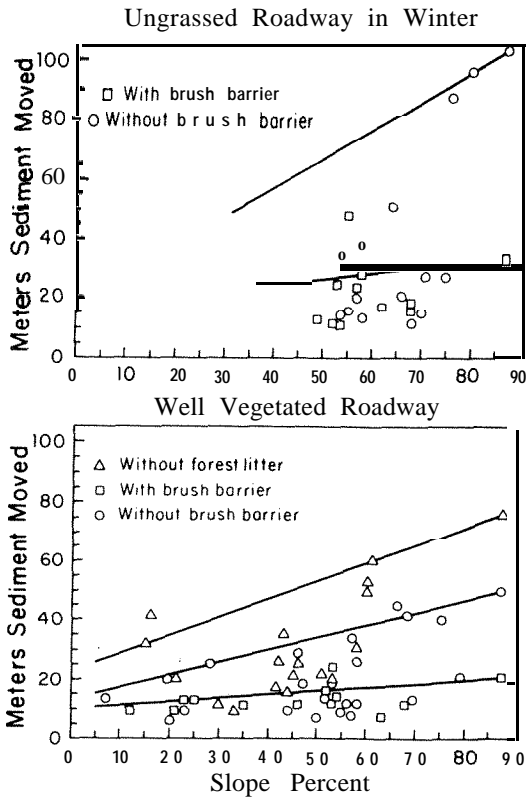 Ungrassed Roadway in Winter
Meters Sediment Moved
100
80
60
40
20
0
With brush barrier
Without brush barrier
0 10 20 30 40 50 60 70 80 90
Well Vegetated Roadway
Meters Sediment Moved
100
80
60
40
20
0
Without forest litter
With brush barrier
Without brush barrier
0 10 20 30 40 50 60 70 80 90
Slope Percent